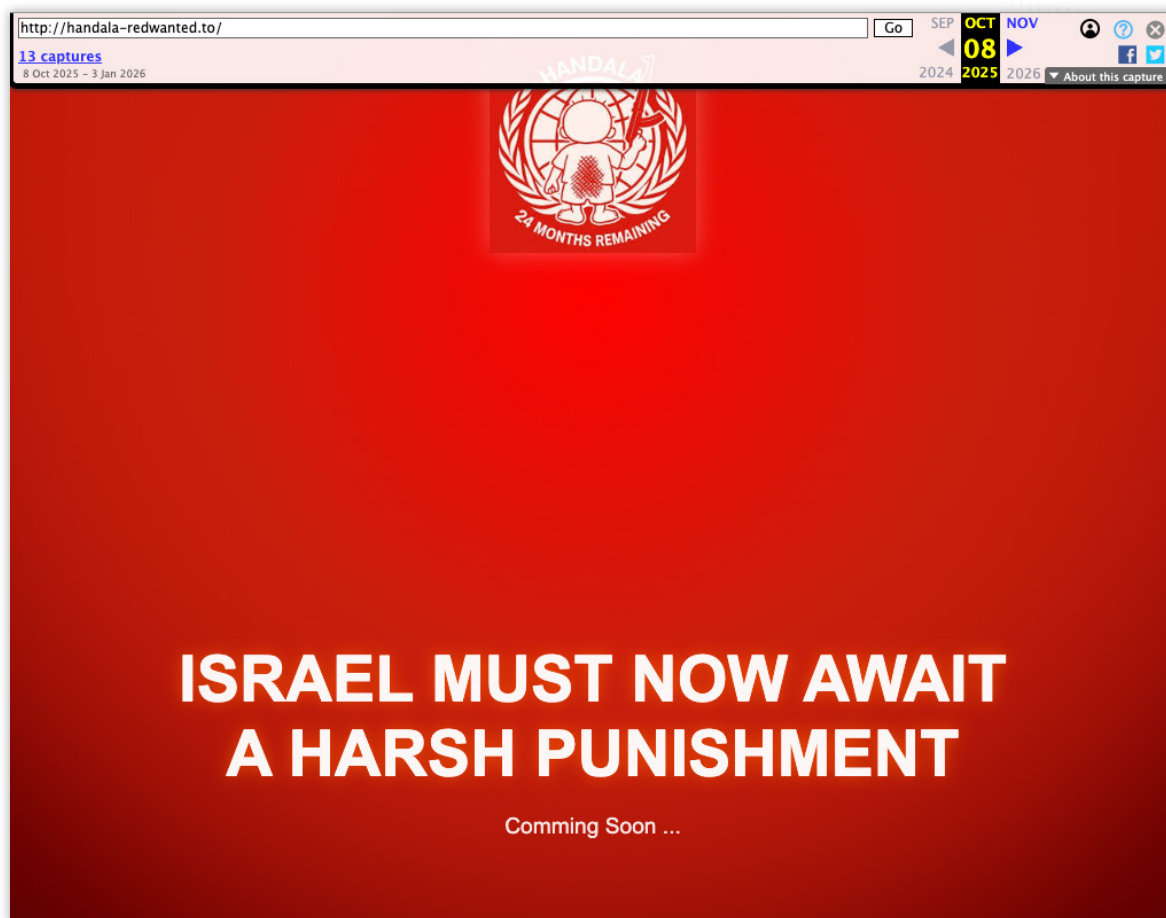 http://handala-redwanted.to/
Go
SEP OCT NOV
13 captures
08
8 Oct 2025 – 3 Jan 2026
2024 2025 2026
About this capture
HANDALA
24 MONTHS REMAINING
ISRAEL MUST NOW AWAIT
A HARSH PUNISHMENT
Comming Soon ...